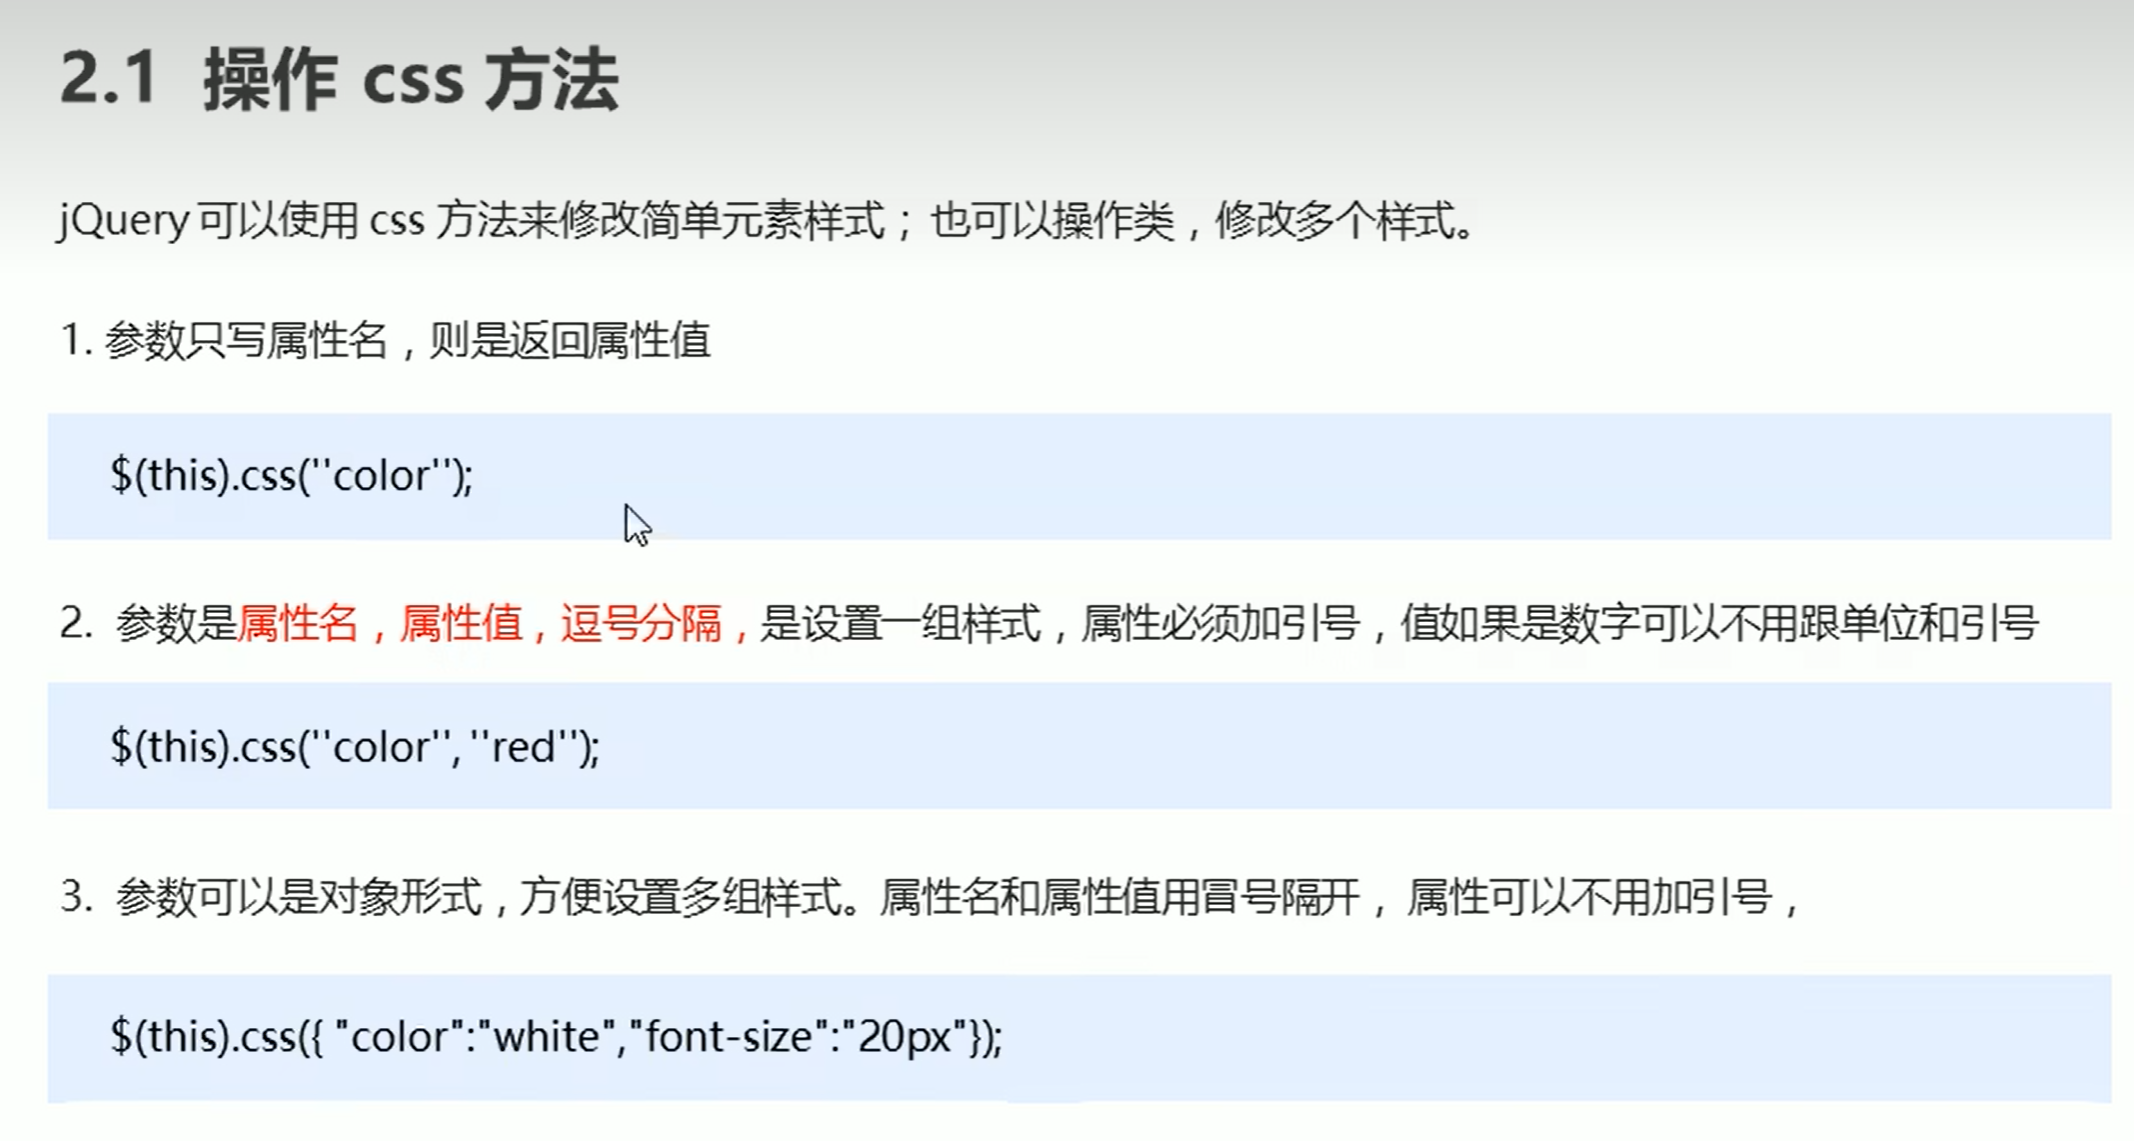 2.1 操作 css 方法
jQuery 可以使用 css 方法来修改简单元素样式；也可以操作类，修改多个样式。
1. 参数只写属性名，则是返回属性值
$(this).css(''color'');
2. 参数是属性名，属性值，逗号分隔，是设置一组样式，属性必须加引号，值如果是数字可以不用跟单位和引号
$(this).css(''color'', ''red'');
3. 参数可以是对象形式，方便设置多组样式。属性名和属性值用冒号隔开， 属性可以不用加引号，
$(this).css({ "color":"white","font-size":"20px"});